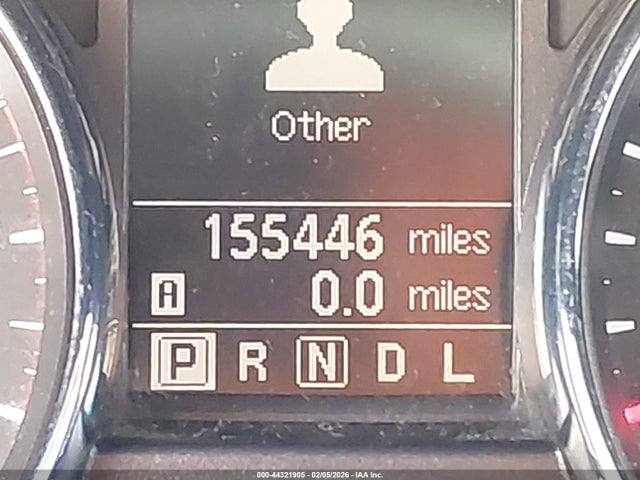 Other
155446 miles
A 0.0 miles
P R N D L
000-44321905 - 02/05/2026 - IAA Inc.